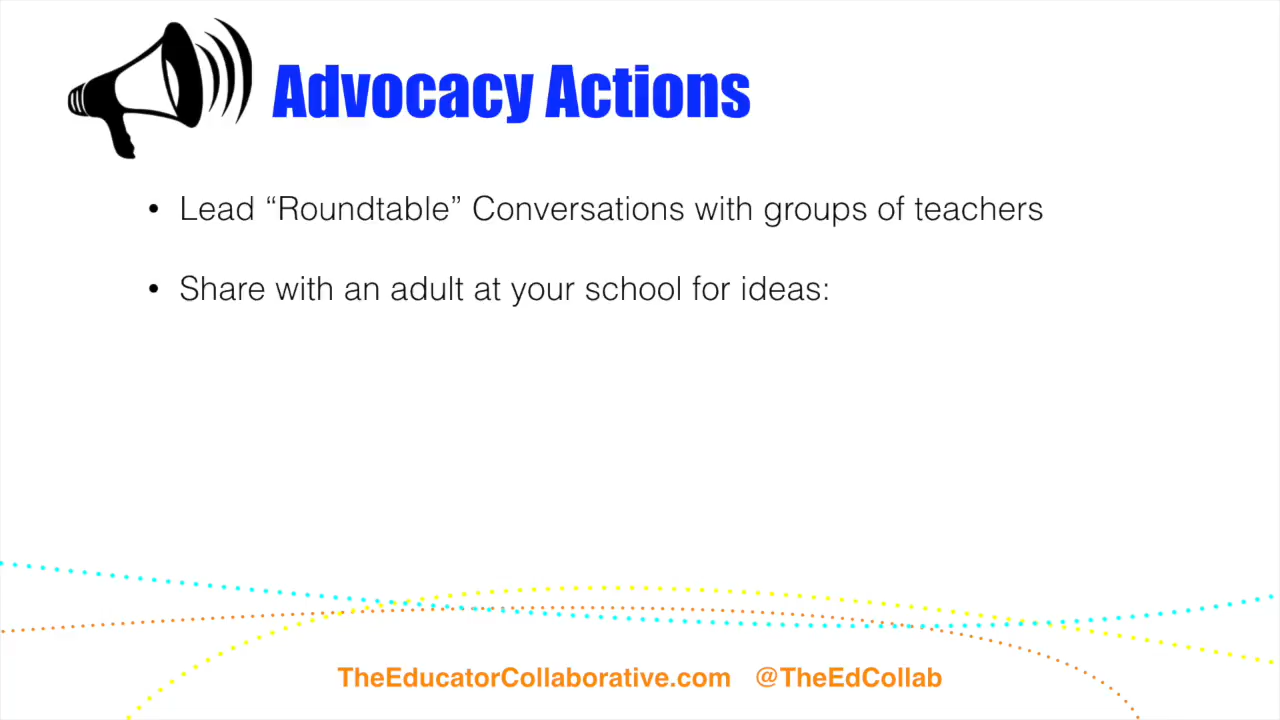 Advocacy Actions
• Lead “Roundtable” Conversations with groups of teachers
• Share with an adult at your school for ideas:
TheEducatorCollaborative.com @TheEdCollab